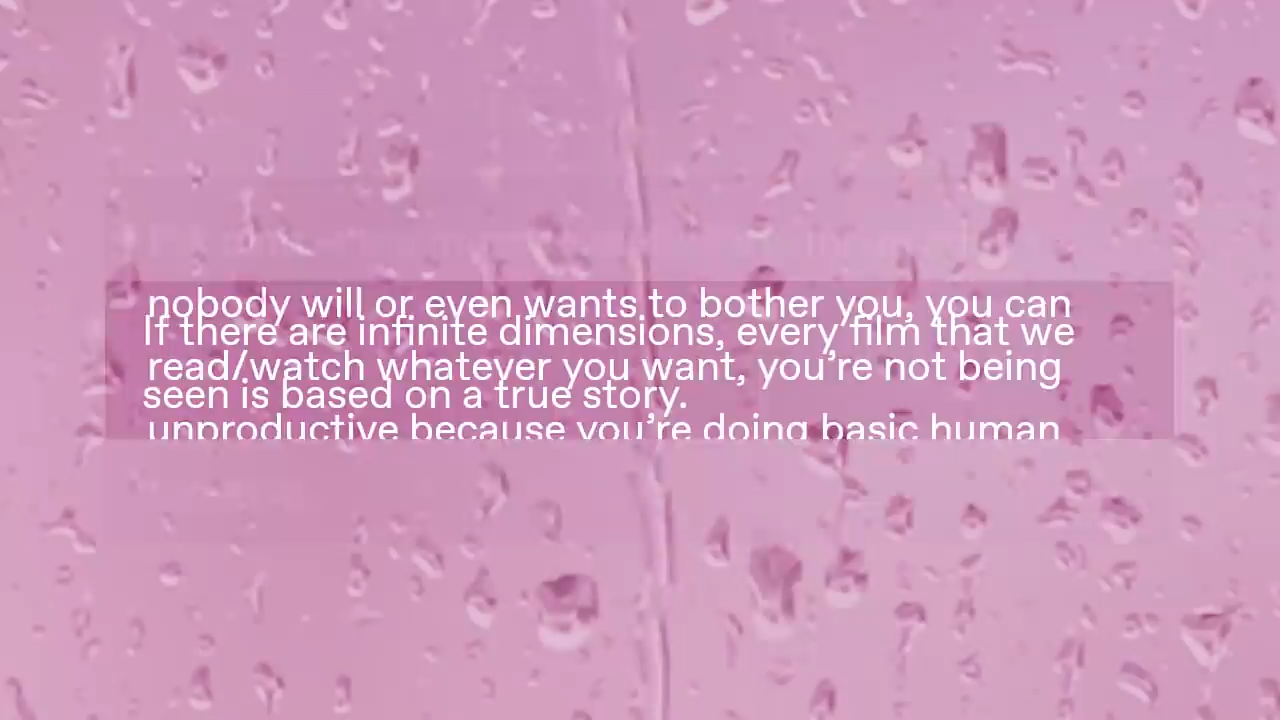 nobody will or even wants to bother you, you can
If there are infinite dimensions, every film that we
read/watch whatever you want, you're not being
seen is based on a true story.
unproductive because you're doing basic human